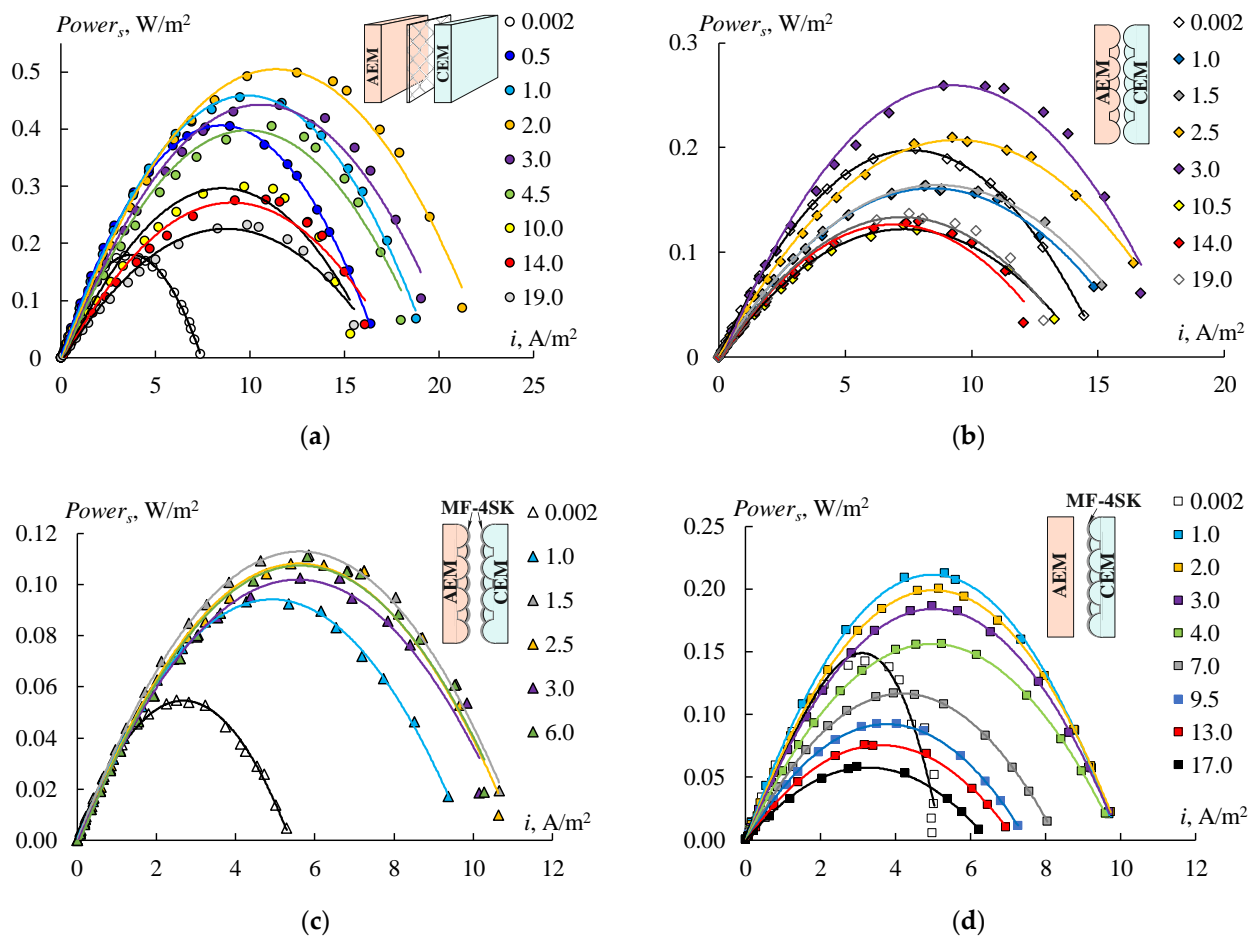 Power_s, W/m²
0.5
0.4
0.3
0.2
0.1
0
0 5 10 15 20 25
i, A/m²
AEM
CEM
0.002
0.5
1.0
2.0
3.0
4.5
10.0
14.0
19.0
(a)
Power_s, W/m²
0.3
0.2
0.1
0
0 5 10 15 20
i, A/m²
AEM
CEM
0.002
1.0
1.5
2.5
3.0
10.5
14.0
19.0
(b)
Power_s, W/m²
0.12
0.10
0.08
0.06
0.04
0.02
0.00
0 2 4 6 8 10 12
i, A/m²
MF-4SK
AEM
CEM
0.002
1.0
1.5
2.5
3.0
6.0
(c)
Power_s, W/m²
0.25
0.20
0.15
0.10
0.05
0.00
0 2 4 6 8 10 12
i, A/m²
MF-4SK
AEM
CEM
0.002
1.0
2.0
3.0
4.0
7.0
9.5
13.0
17.0
(d)